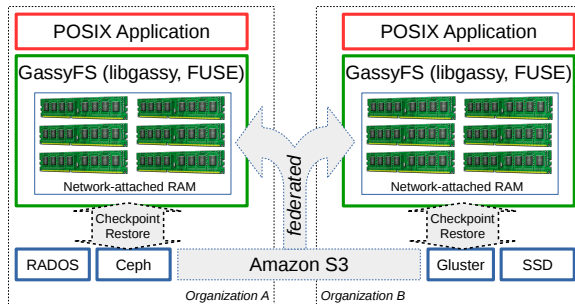 POSIX Application
GassyFS (libgassy, FUSE)
Network-attached RAM
Checkpoint
Restore
RADOS
Ceph
Organization A
federated
Amazon S3
POSIX Application
GassyFS (libgassy, FUSE)
Network-attached RAM
Checkpoint
Restore
Gluster
SSD
Organization B